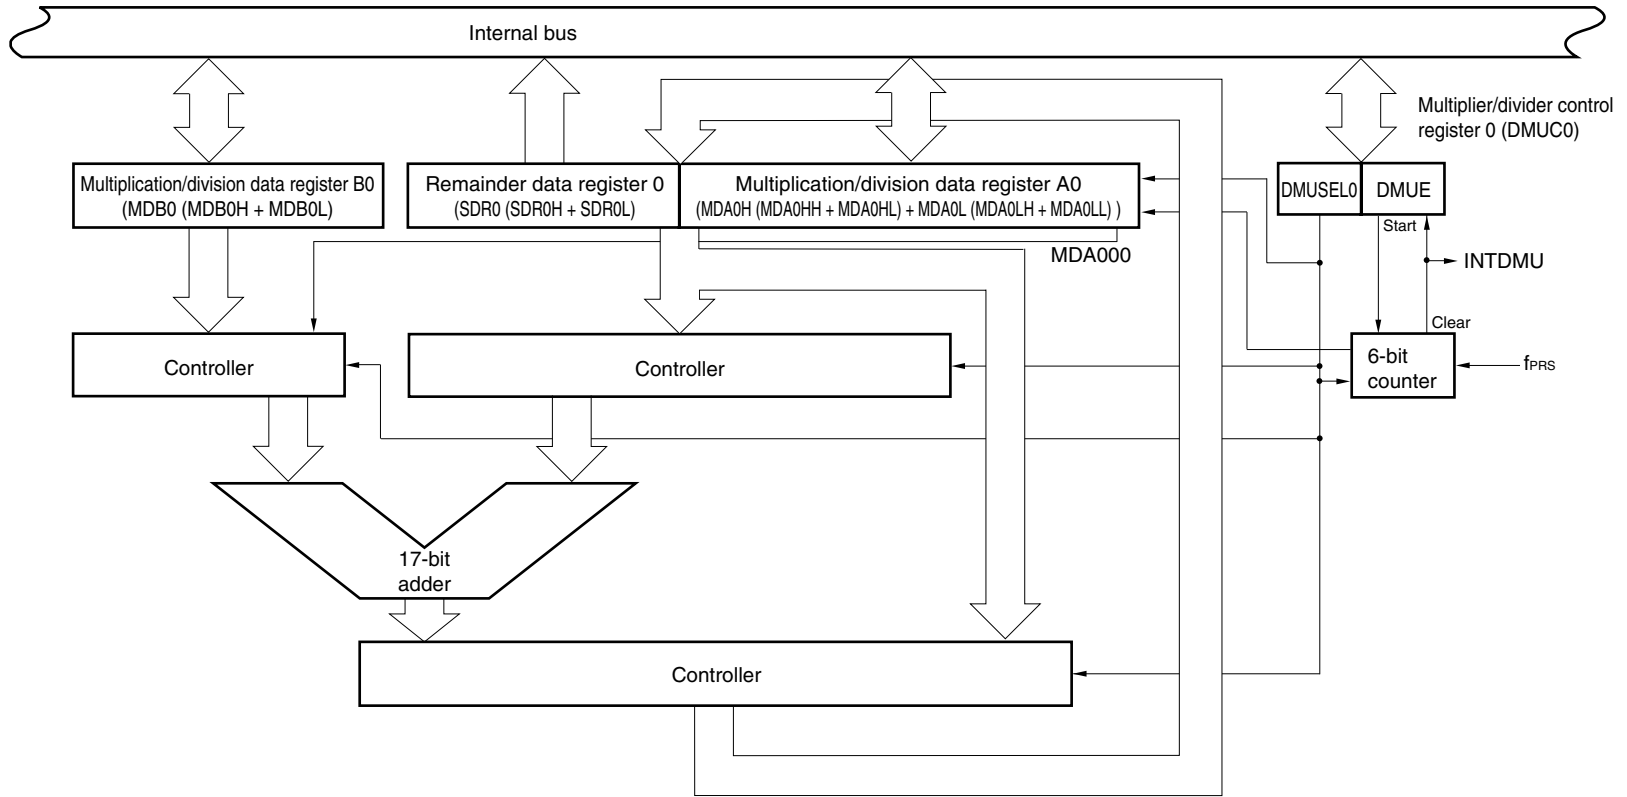 Internal bus
Multiplier/divider control
register 0 (DMUC0)
Multiplication/division data register B0
(MDB0 (MDB0H + MDB0L)
Remainder data register 0
(SDR0 (SDR0H + SDR0L)
Multiplication/division data register A0
(MDA0H (MDA0HH + MDA0HL) + MDA0L (MDA0LH + MDA0LL) )
DMUSEL0
DMUE
Start
MDA000
INTDMU
Clear
Controller
Controller
6-bit
counter
fPRS
17-bit
adder
Controller